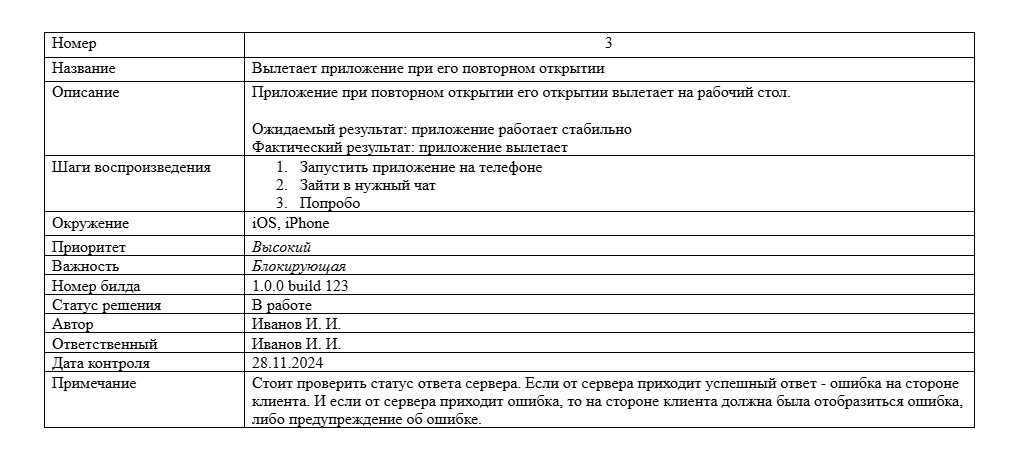 Номер 3
Название Вылетает приложение при его повторном открытии
Описание Приложение при повторном открытии его открытии вылетает на рабочий стол.
Ожидаемый результат: приложение работает стабильно
Фактический результат: приложение вылетает
Шаги воспроизведения 1. Запустить приложение на телефоне
2. Зайти в нужный чат
3. Попробо
Окружение iOS, iPhone
Приоритет Высокий
Важность Блокирующая
Номер билда 1.0.0 build 123
Статус решения В работе
Автор Иванов И. И.
Ответственный Иванов И. И.
Дата контроля 28.11.2024
Примечание Стоит проверить статус ответа сервера. Если от сервера приходит успешный ответ - ошибка на стороне
клиента. И если от сервера приходит ошибка, то на стороне клиента должна была отобразиться ошибка,
либо предупреждение об ошибке.